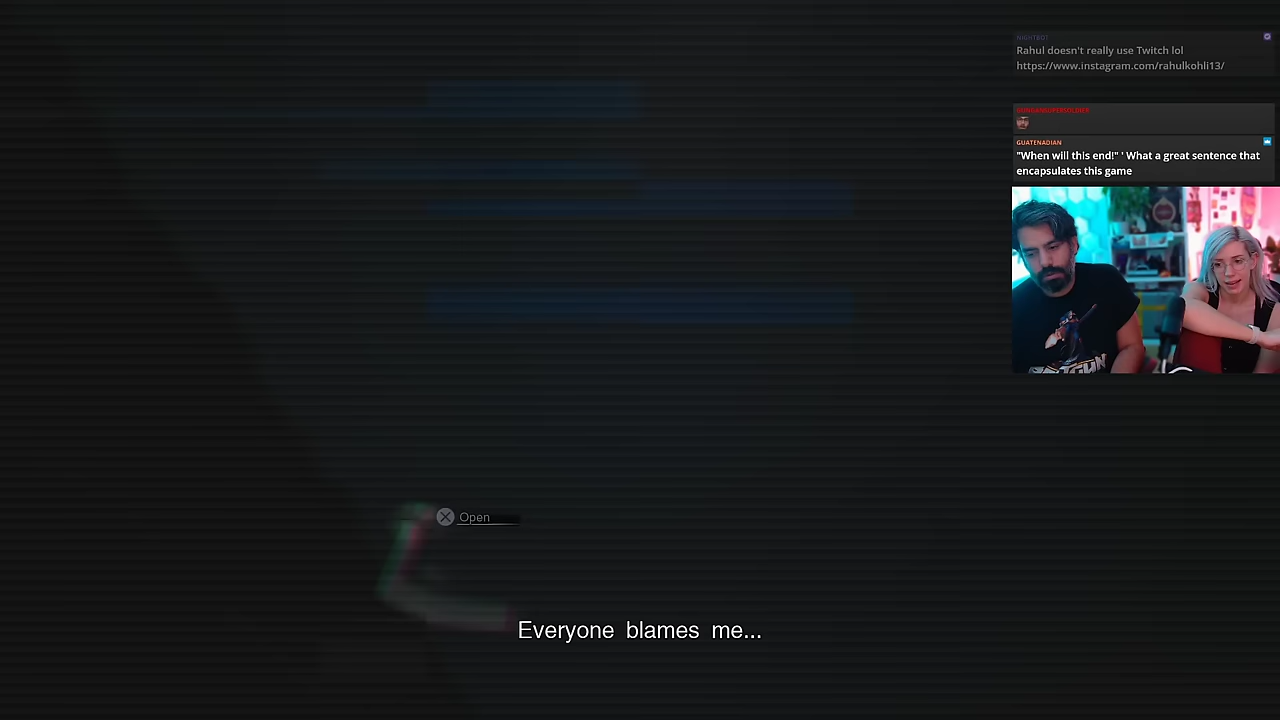 NIGHTBOT
Rahul doesn't really use Twitch lol
https://www.instagram.com/rahulkohli13/
GUATENADIAN
"When will this end!" ' What a great sentence that
encapsulates this game
Open
Everyone blames me...